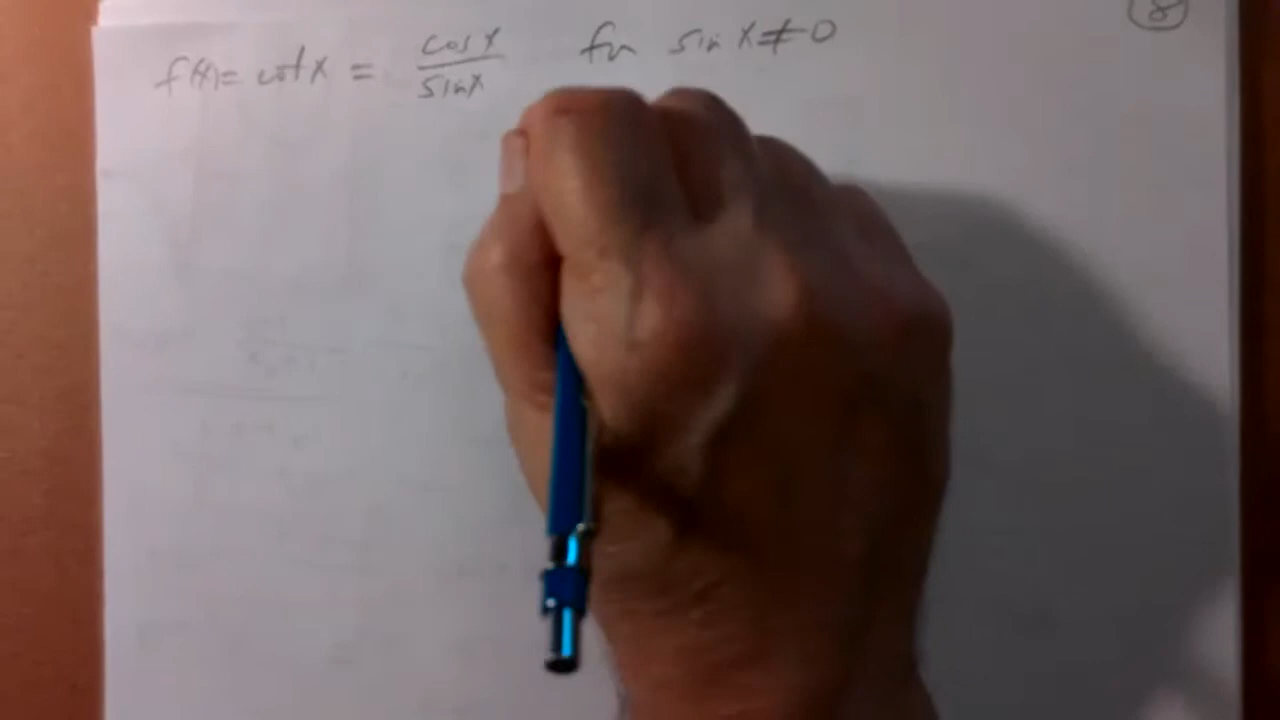 8
f(x) = cot x = cos x / sin x for sin x ≠ 0